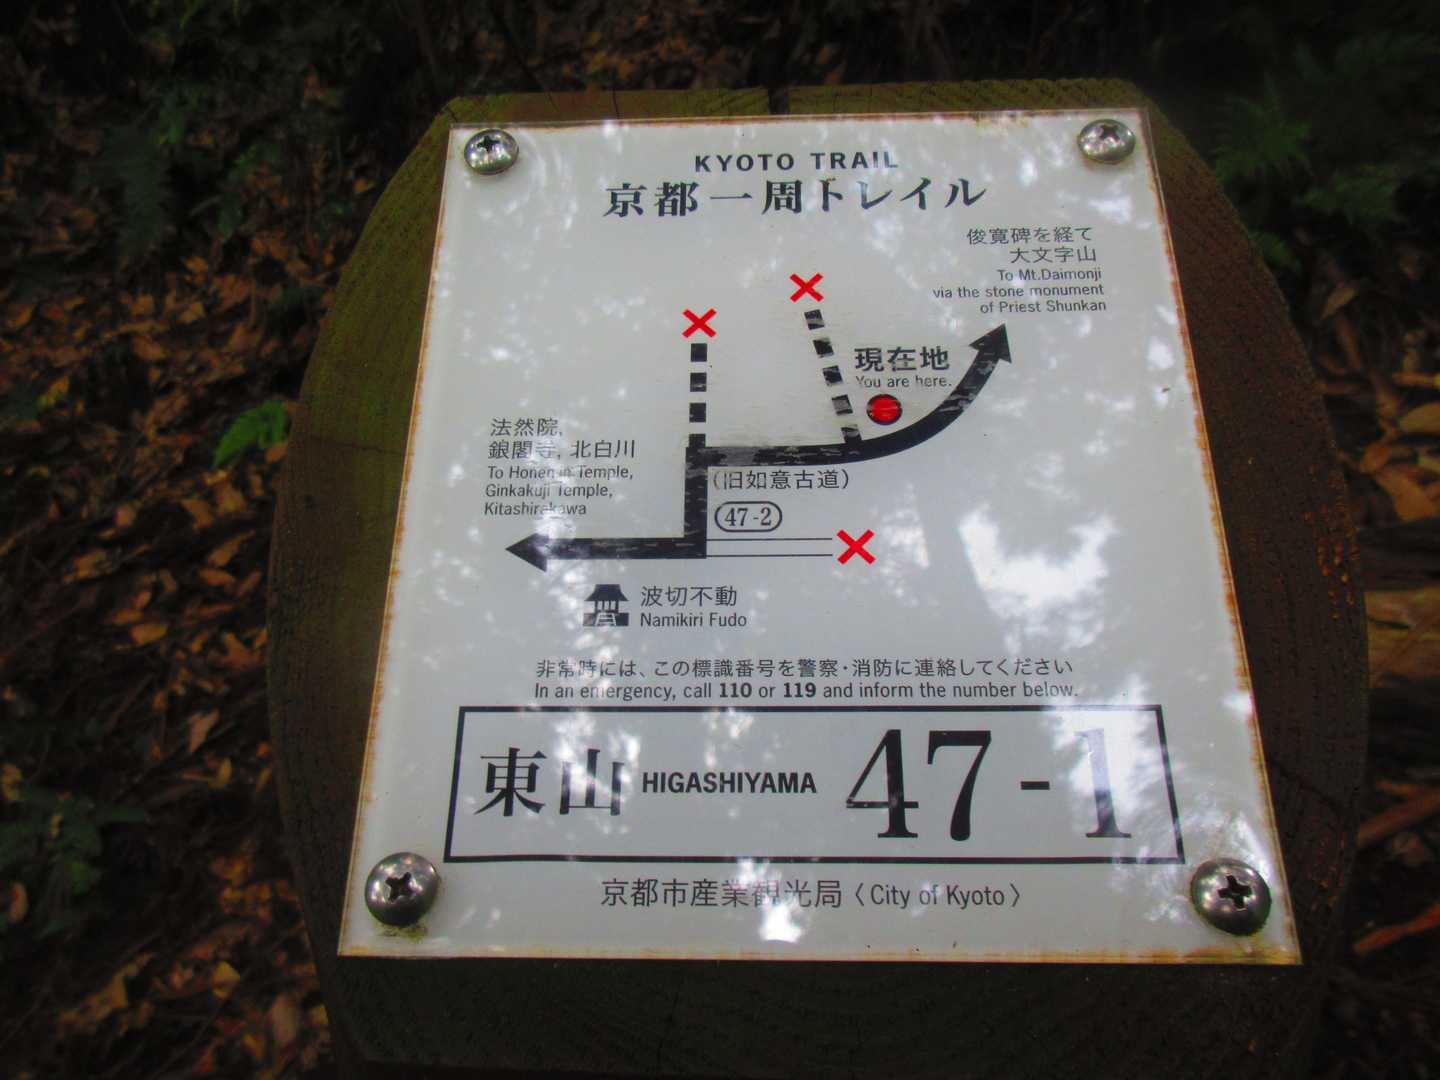 KYOTO TRAIL
京都一周トレイル
俊寛碑を経て
大文字山
To Mt.Daimonji
via the stone monument
of Priest Shunkan
現在地
You are here.
法然院,
銀閣寺, 北白川
To Honen in Temple,
Ginkakuji Temple,
Kitashirakawa
(旧如意古道)
47-2
波切不動
Namikiri Fudo
非常時には、この標識番号を警察・消防に連絡してください
In an emergency, call 110 or 119 and inform the number below.
東山 HIGASHIYAMA 47-1
京都市産業観光局〈City of Kyoto〉